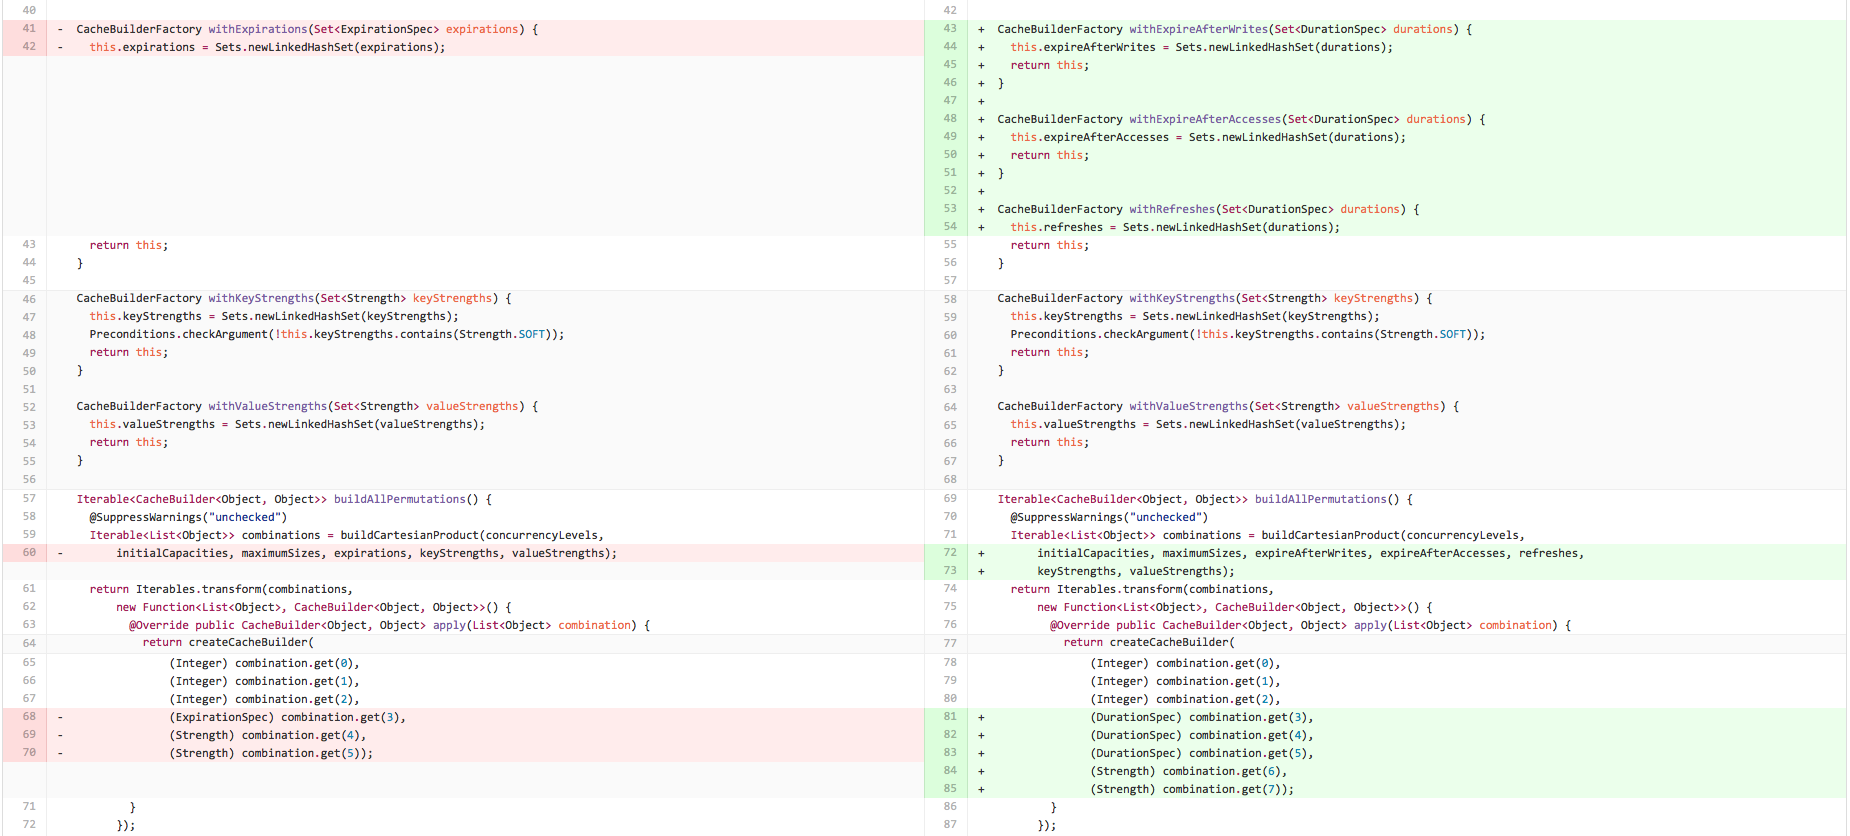 40
41 - CacheBuilderFactory withExpirations(Set<ExpirationSpec> expirations) {
42 - this.expirations = Sets.newLinkedHashSet(expirations);
43 return this;
44 }
45
46 CacheBuilderFactory withKeyStrengths(Set<Strength> keyStrengths) {
47 this.keyStrengths = Sets.newLinkedHashSet(keyStrengths);
48 Preconditions.checkArgument(!this.keyStrengths.contains(Strength.SOFT));
49 return this;
50 }
51
52 CacheBuilderFactory withValueStrengths(Set<Strength> valueStrengths) {
53 this.valueStrengths = Sets.newLinkedHashSet(valueStrengths);
54 return this;
55 }
56
57 Iterable<CacheBuilder<Object, Object>> buildAllPermutations() {
58 @SuppressWarnings("unchecked")
59 Iterable<List<Object>> combinations = buildCartesianProduct(concurrencyLevels,
60 - initialCapacities, maximumSizes, expirations, keyStrengths, valueStrengths);
61 return Iterables.transform(combinations,
62 new Function<List<Object>, CacheBuilder<Object, Object>>() {
63 @Override public CacheBuilder<Object, Object> apply(List<Object> combination) {
64 return createCacheBuilder(
65 (Integer) combination.get(0),
66 (Integer) combination.get(1),
67 (Integer) combination.get(2),
68 - (ExpirationSpec) combination.get(3),
69 - (Strength) combination.get(4),
70 - (Strength) combination.get(5));
71 }
72 });
42
43 + CacheBuilderFactory withExpireAfterWrites(Set<DurationSpec> durations) {
44 + this.expireAfterWrites = Sets.newLinkedHashSet(durations);
45 + return this;
46 + }
47 +
48 + CacheBuilderFactory withExpireAfterAccesses(Set<DurationSpec> durations) {
49 + this.expireAfterAccesses = Sets.newLinkedHashSet(durations);
50 + return this;
51 + }
52 +
53 + CacheBuilderFactory withRefreshes(Set<DurationSpec> durations) {
54 + this.refreshes = Sets.newLinkedHashSet(durations);
55 return this;
56 }
57
58 CacheBuilderFactory withKeyStrengths(Set<Strength> keyStrengths) {
59 this.keyStrengths = Sets.newLinkedHashSet(keyStrengths);
60 Preconditions.checkArgument(!this.keyStrengths.contains(Strength.SOFT));
61 return this;
62 }
63
64 CacheBuilderFactory withValueStrengths(Set<Strength> valueStrengths) {
65 this.valueStrengths = Sets.newLinkedHashSet(valueStrengths);
66 return this;
67 }
68
69 Iterable<CacheBuilder<Object, Object>> buildAllPermutations() {
70 @SuppressWarnings("unchecked")
71 Iterable<List<Object>> combinations = buildCartesianProduct(concurrencyLevels,
72 + initialCapacities, maximumSizes, expireAfterWrites, expireAfterAccesses, refreshes,
73 + keyStrengths, valueStrengths);
74 return Iterables.transform(combinations,
75 new Function<List<Object>, CacheBuilder<Object, Object>>() {
76 @Override public CacheBuilder<Object, Object> apply(List<Object> combination) {
77 return createCacheBuilder(
78 (Integer) combination.get(0),
79 (Integer) combination.get(1),
80 (Integer) combination.get(2),
81 + (DurationSpec) combination.get(3),
82 + (DurationSpec) combination.get(4),
83 + (DurationSpec) combination.get(5),
84 + (Strength) combination.get(6),
85 + (Strength) combination.get(7));
86 }
87 });